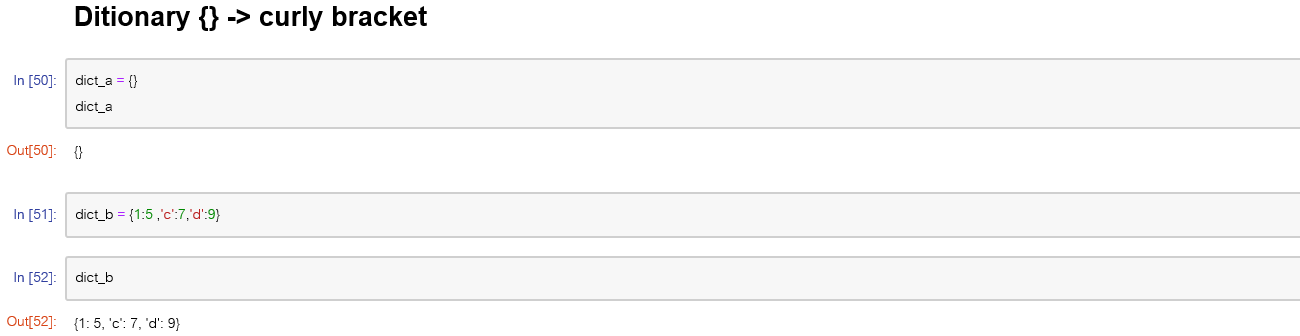 Ditionary {} -> curly bracket
In [50]: dict_a = {}
dict_a
Out[50]: {}
In [51]: dict_b = {1:5 ,'c':7,'d':9}
In [52]: dict_b
Out[52]: {1: 5, 'c': 7, 'd': 9}